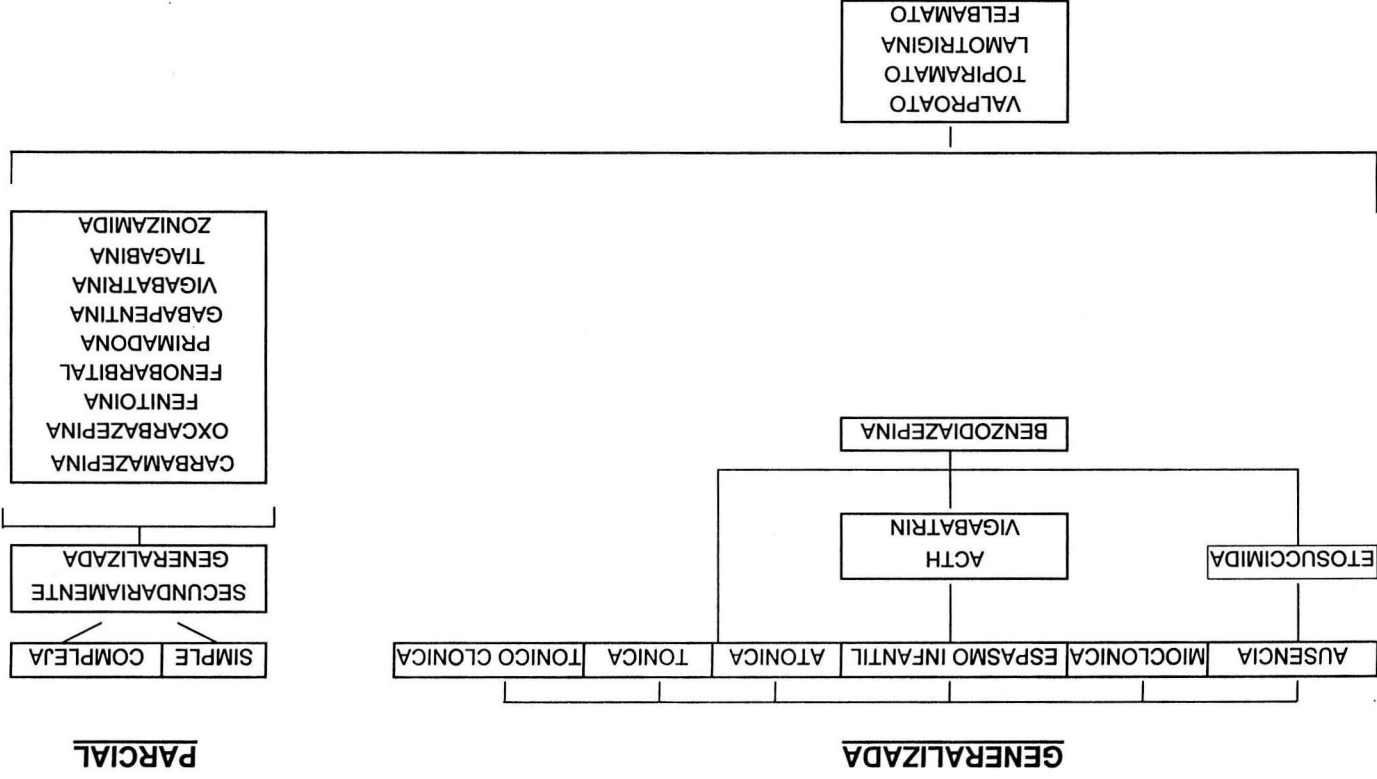 GENERALIZADA
PARCIAL
AUSENCIA
MIOCLONICA
ESPASMO INFANTIL
ATONICA
TONICA
TONICO CLONICA
SIMPLE
COMPLEJA
ETOSUCCIMIDA
ACTH
VIGABATRIN
SECUNDARIAMENTE
GENERALIZADA
BENZODIAZEPINA
CARBAMAZEPINA
OXCARBAZEPINA
FENITOINA
FENOBARBITAL
PRIMADONA
GABAPENTINA
VIGABATRINA
TIAGABINA
ZONIZAMIDA
VALPROATO
TOPIRAMATO
LAMOTRIGINA
FELBAMATO